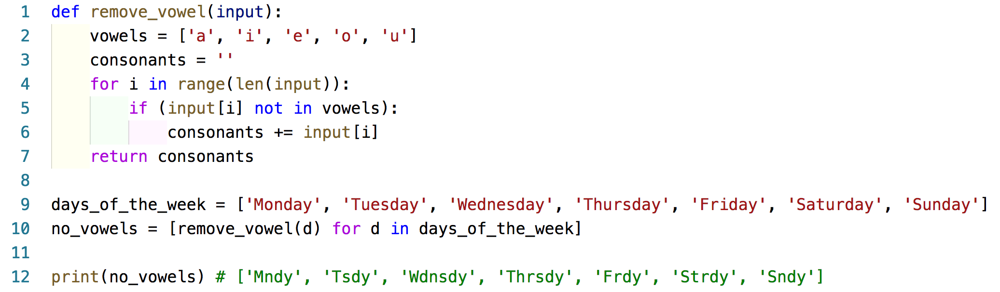 1 def remove_vowel(input):
2     vowels = ['a', 'i', 'e', 'o', 'u']
3     consonants = ''
4     for i in range(len(input)):
5         if (input[i] not in vowels):
6             consonants += input[i]
7     return consonants
8
9 days_of_the_week = ['Monday', 'Tuesday', 'Wednesday', 'Thursday', 'Friday', 'Saturday', 'Sunday']
10 no_vowels = [remove_vowel(d) for d in days_of_the_week]
11
12 print(no_vowels) # ['Mndy', 'Tsdy', 'Wdnsdy', 'Thrsdy', 'Frdy', 'Strdy', 'Sndy']